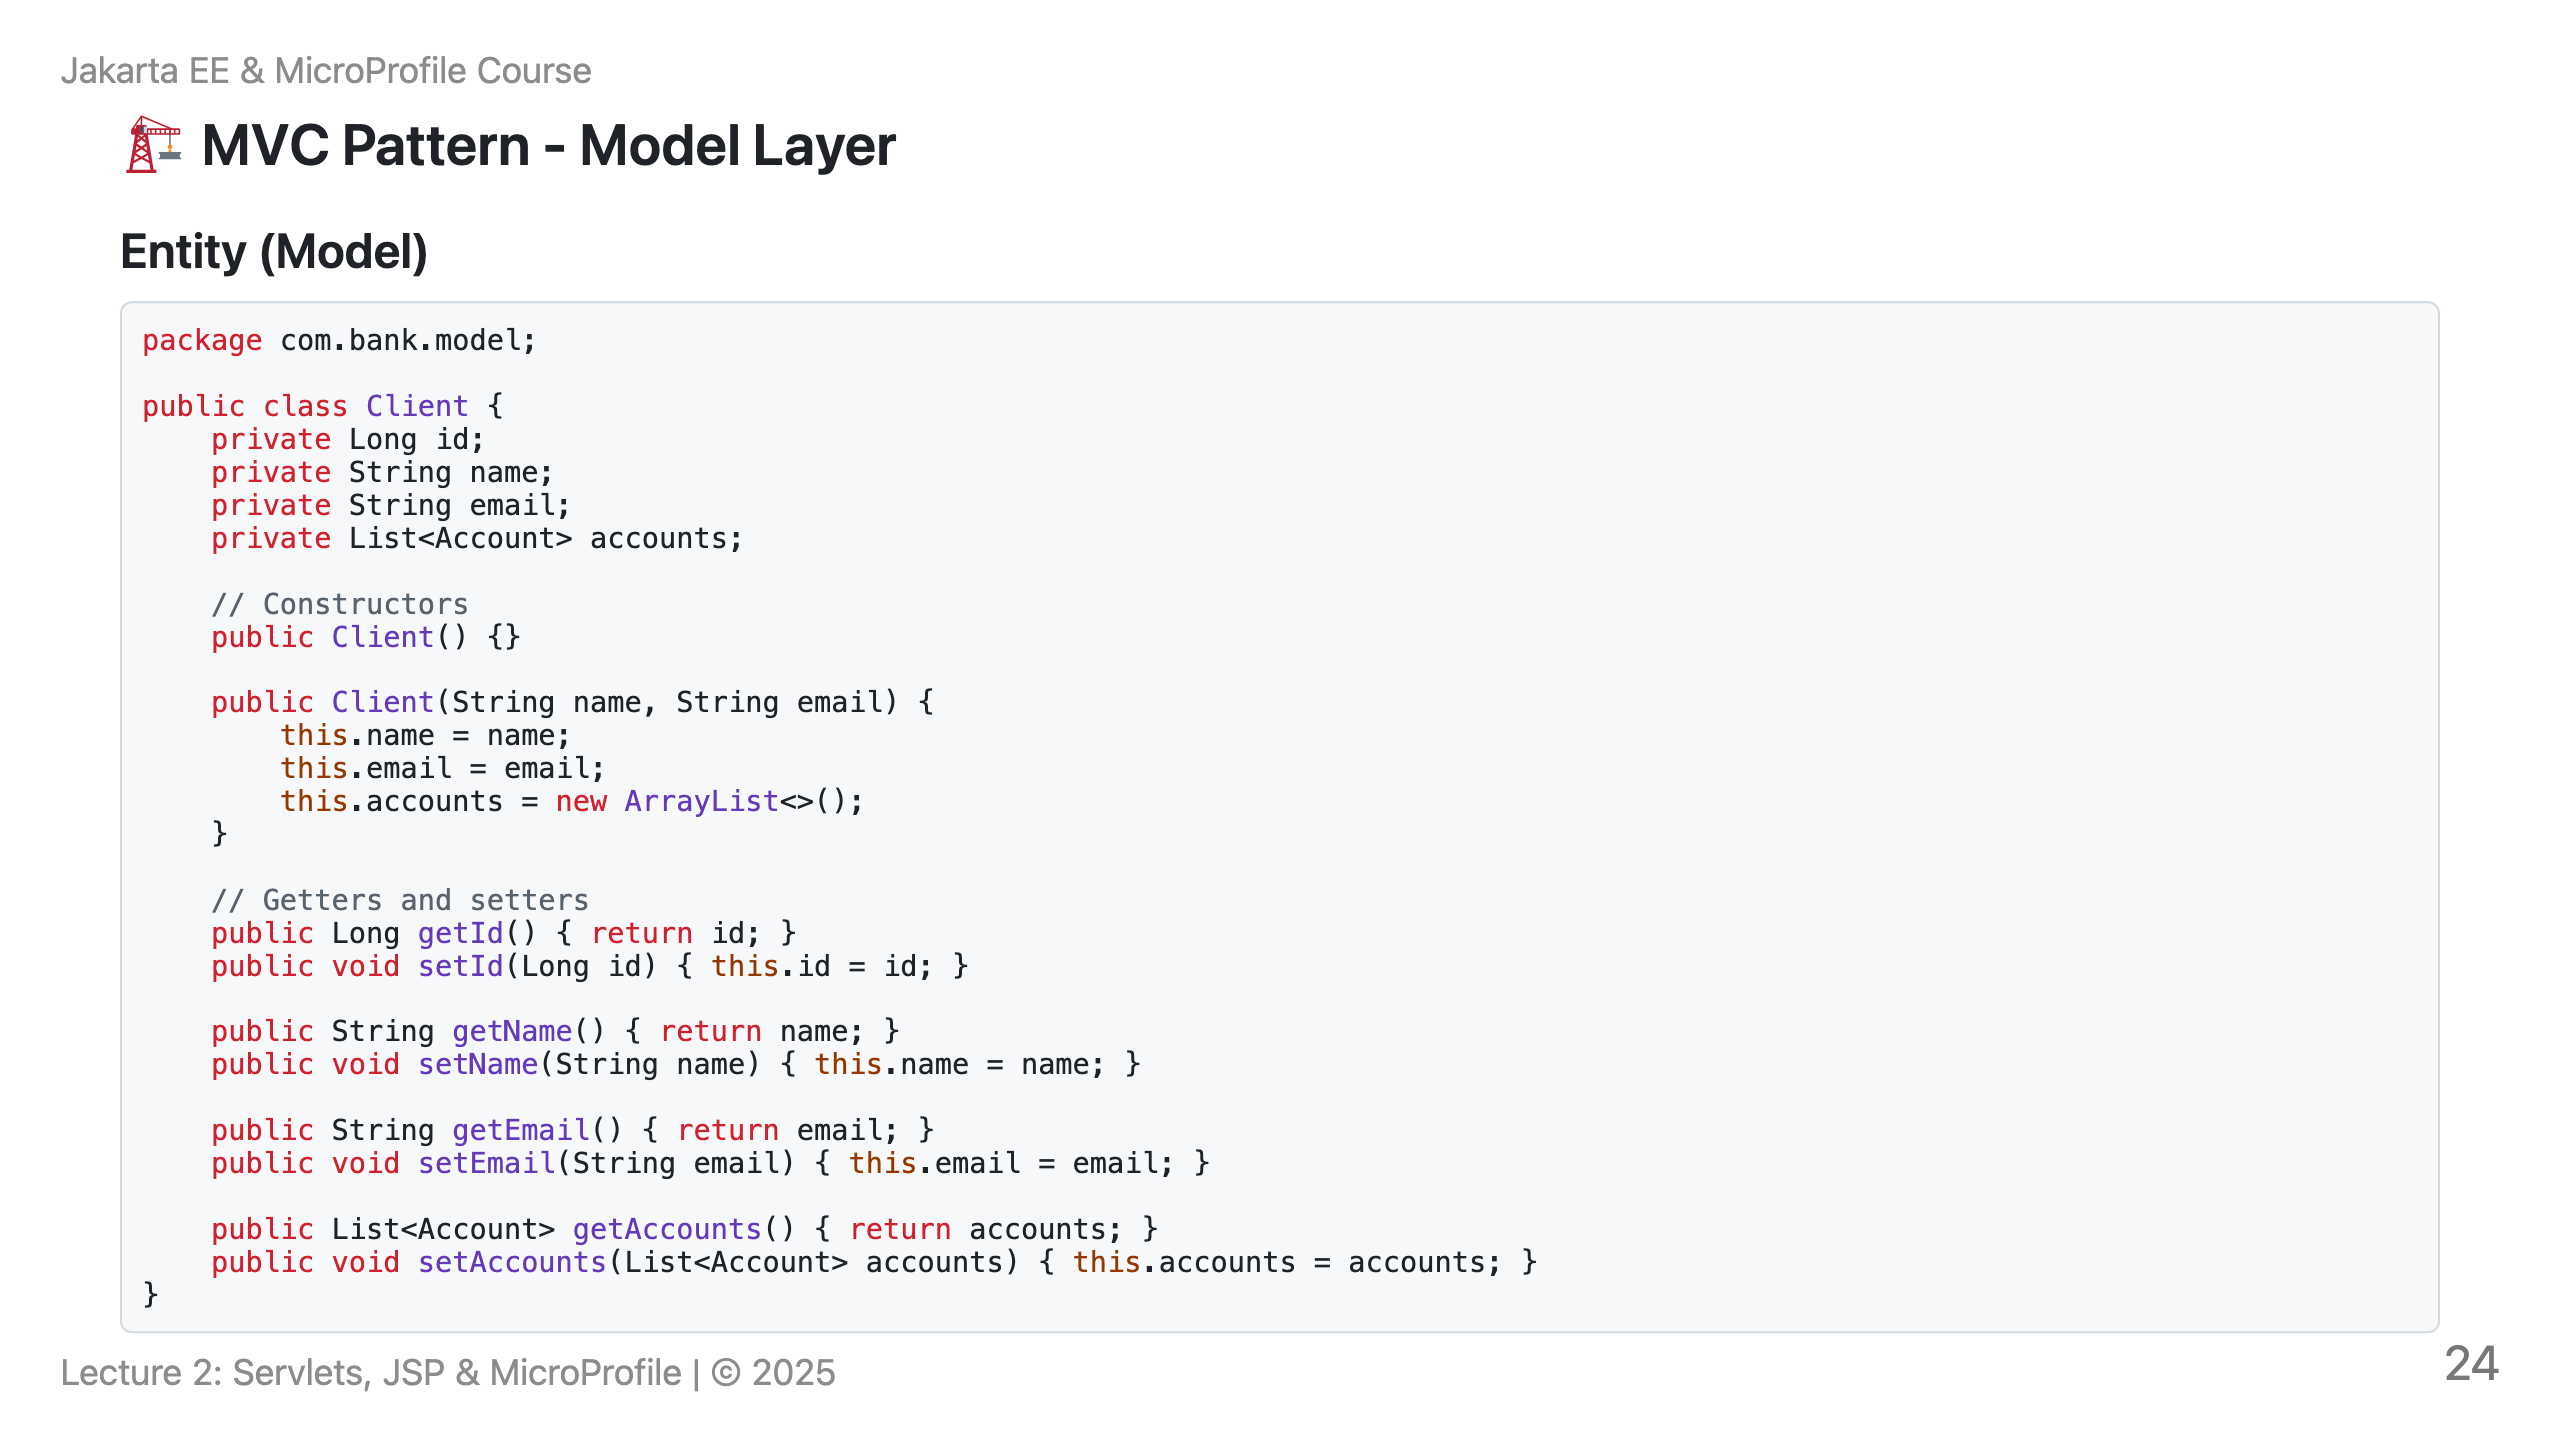 Jakarta EE & MicroProfile Course
🏗️ MVC Pattern - Model Layer
Entity (Model)
package com.bank.model;

public class Client {
    private Long id;
    private String name;
    private String email;
    private List<Account> accounts;

    // Constructors
    public Client() {}

    public Client(String name, String email) {
        this.name = name;
        this.email = email;
        this.accounts = new ArrayList<>();
    }

    // Getters and setters
    public Long getId() { return id; }
    public void setId(Long id) { this.id = id; }

    public String getName() { return name; }
    public void setName(String name) { this.name = name; }

    public String getEmail() { return email; }
    public void setEmail(String email) { this.email = email; }

    public List<Account> getAccounts() { return accounts; }
    public void setAccounts(List<Account> accounts) { this.accounts = accounts; }
}
Lecture 2: Servlets, JSP & MicroProfile | © 2025
24